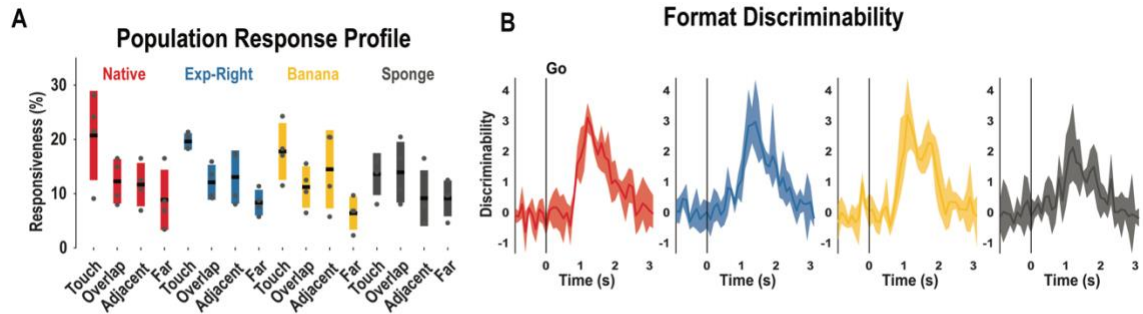 A
Population Response Profile
Native Exp-Right Banana Sponge
Responsiveness (%)
30
20
10
0
Touch Overlap Adjacent Far Touch Overlap Adjacent Far Touch Overlap Adjacent Far Touch Overlap Adjacent Far
B
Format Discriminability
Go
Discriminability
4 4 4 4
3 3 3 3
2 2 2 2
1 1 1 1
0 0 0 0
-1 -1 -1 -1
0 1 2 3 0 1 2 3 0 1 2 3 0 1 2 3
Time (s) Time (s) Time (s) Time (s)